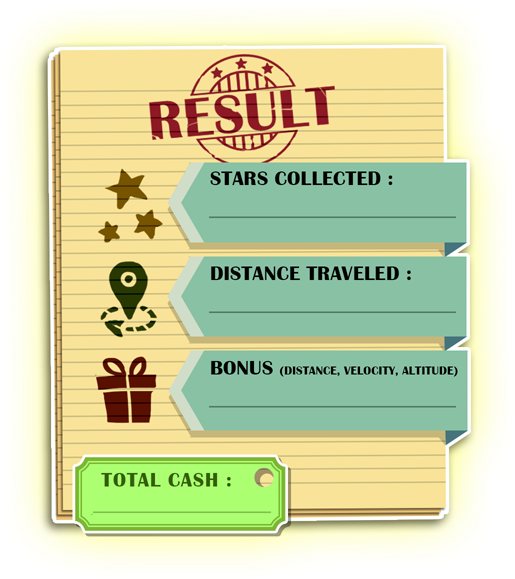 RESULT
STARS COLLECTED :
DISTANCE TRAVELED :
BONUS (DISTANCE, VELOCITY, ALTITUDE)
TOTAL CASH :